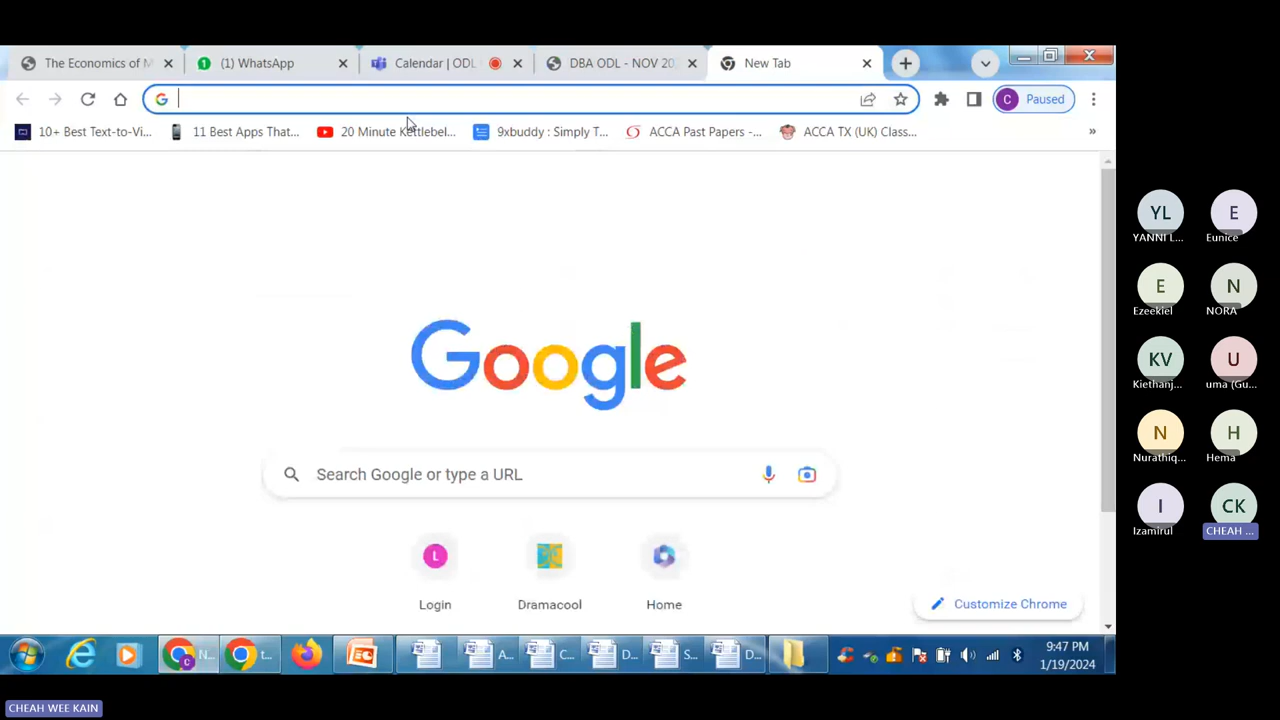 The Economics of M
(1) WhatsApp
Calendar | ODL
DBA ODL - NOV 20
New Tab
C Paused
10+ Best Text-to-Vi...
11 Best Apps That...
20 Minute Kettlebel...
9xbuddy : Simply T...
ACCA Past Papers -...
ACCA TX (UK) Class...
»
Google
Search Google or type a URL
L
Login
Dramacool
Home
Customize Chrome
YL
YANNI L...
E
Eunice
E
Ezeekiel
N
NORA
KV
Kiethanj...
U
uma (Gu...
N
Nurathiq...
H
Hema
I
Izamirul
CK
CHEAH ...
N...
t...
A...
C...
D...
S...
D...
9:47 PM
1/19/2024
CHEAH WEE KAIN